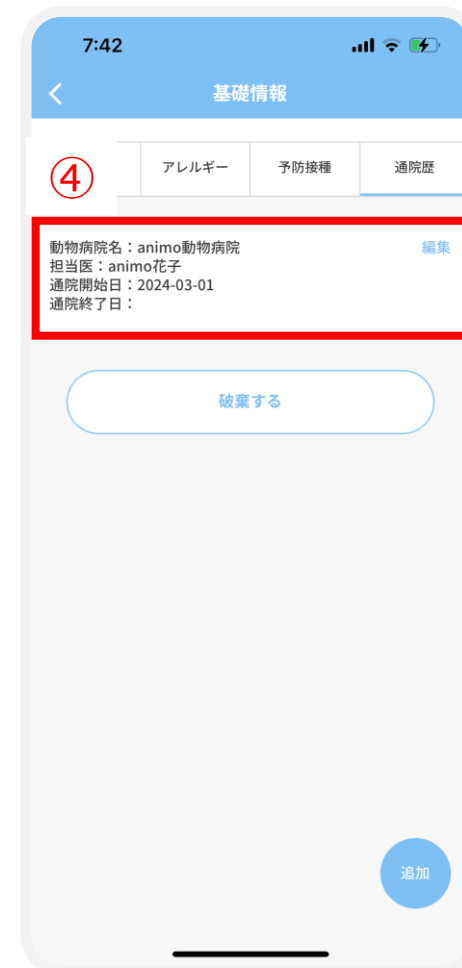 7:42
基礎情報
④
アレルギー
予防接種
通院歴
動物病院名：animo動物病院
編集
担当医：animo花子
通院開始日：2024-03-01
通院終了日：
破棄する
追加